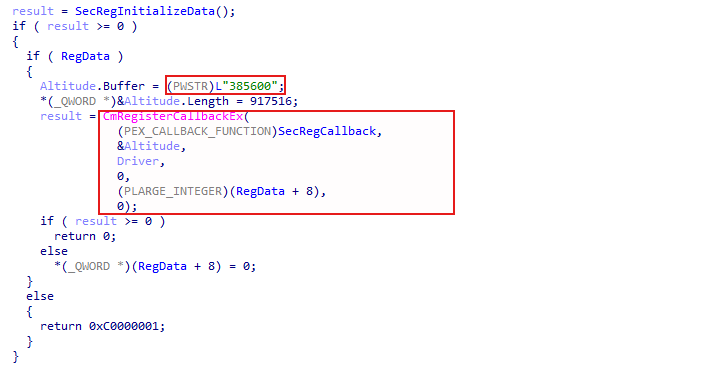 result = SecRegInitializeData();
if ( result >= 0 )
{
if ( RegData )
{
Altitude.Buffer = (PWSTR)L"385600";
*(_QWORD *)&Altitude.Length = 917516;
result = CmRegisterCallbackEx(
(PEX_CALLBACK_FUNCTION)SecRegCallback,
&Altitude,
Driver,
0,
(PLARGE_INTEGER)(RegData + 8),
0);
if ( result >= 0 )
return 0;
else
*(_QWORD *)(RegData + 8) = 0;
}
else
{
return 0xC0000001;
}
}